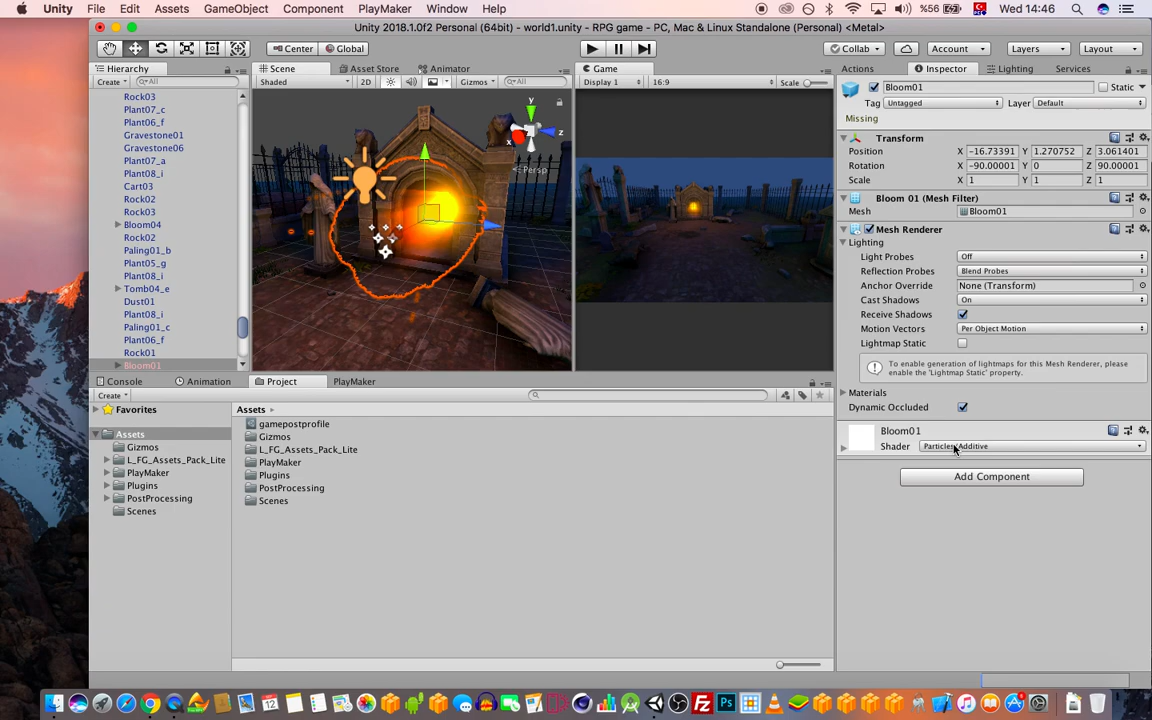 Unity File Edit Assets GameObject Component PlayMaker Window Help %56 Wed 14:46
Unity 2018.1.0f2 Personal (64bit) - world1.unity - RPG game - PC, Mac & Linux Standalone (Personal) <Metal>
Center Global Collab Account Layers Layout
Hierarchy
Create All
Rock03
Plant07_c
Plant06_f
Gravestone01
Gravestone06
Plant07_a
Plant08_i
Cart03
Rock02
Rock03
Bloom04
Rock02
Paling01_b
Plant05_g
Plant08_i
Tomb04_e
Dust01
Plant08_i
Paling01_c
Plant06_f
Rock01
Bloom01
Scene Asset Store Animator
Shaded 2D Gizmos All
y
z
x
Persp
Game
Display 1 16:9 Scale
Actions Inspector Lighting Services
Bloom01 Static
Tag Untagged Layer Default
Missing
Transform
Position X -16.73391 Y 1.270752 Z 3.061401
Rotation X -90.00001 Y 0 Z 90.00001
Scale X 1 Y 1 Z 1
Bloom 01 (Mesh Filter)
Mesh Bloom01
Mesh Renderer
Lighting
Light Probes Off
Reflection Probes Blend Probes
Anchor Override None (Transform)
Cast Shadows On
Receive Shadows
Motion Vectors Per Object Motion
Lightmap Static
To enable generation of lightmaps for this Mesh Renderer, please
enable the 'Lightmap Static' property.
Materials
Dynamic Occluded
Bloom01
Shader Particles/Additive
Add Component
Console Animation Project PlayMaker
Create
Favorites
Assets
Gizmos
L_FG_Assets_Pack_Lite
PlayMaker
Plugins
PostProcessing
Scenes
Assets
gamepostprofile
Gizmos
L_FG_Assets_Pack_Lite
PlayMaker
Plugins
PostProcessing
Scenes